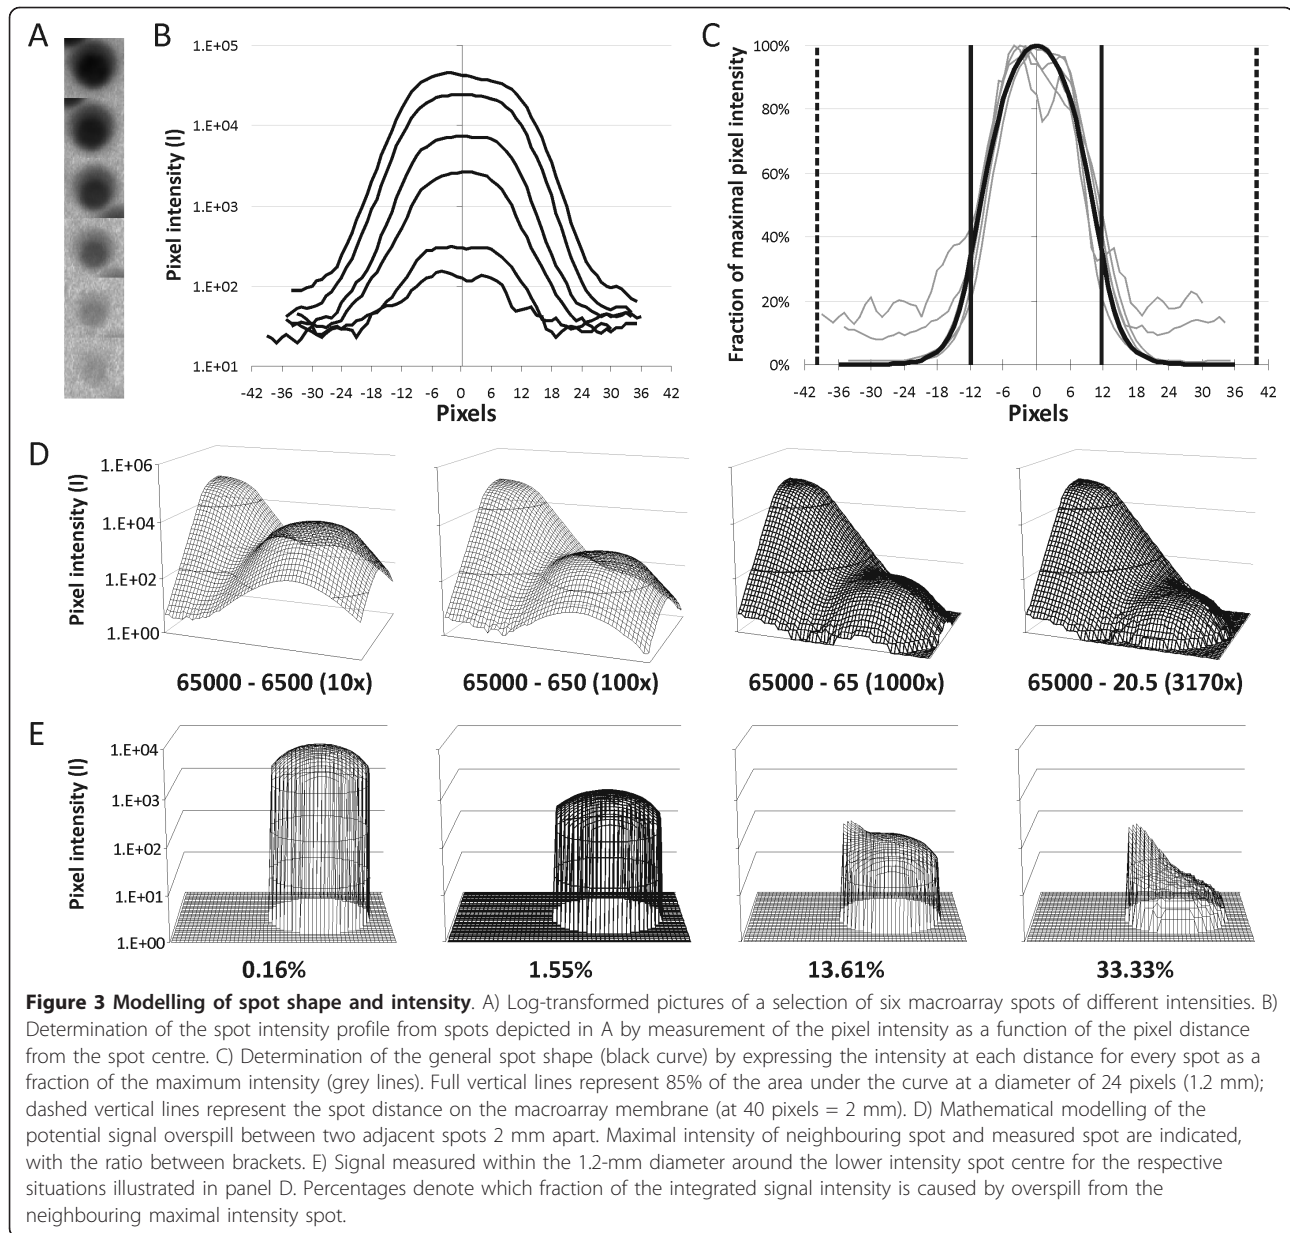 A
B
C
1.E+05
1.E+04
1.E+03
1.E+02
1.E+01
Pixel intensity (I)
-42 -36 -30 -24 -18 -12 -6 0 6 12 18 24 30 36 42
Pixels
100%
80%
60%
40%
20%
0%
Fraction of maximal pixel intensity
-42 -36 -30 -24 -18 -12 -6 0 6 12 18 24 30 36 42
Pixels
D
1.E+06
1.E+04
1.E+02
1.E+00
Pixel intensity (I)
65000 - 6500 (10x)
65000 - 650 (100x)
65000 - 65 (1000x)
65000 - 20.5 (3170x)
E
1.E+04
1.E+03
1.E+02
1.E+01
1.E+00
Pixel intensity (I)
0.16%
1.55%
13.61%
33.33%
Figure 3 Modelling of spot shape and intensity. A) Log-transformed pictures of a selection of six macroarray spots of different intensities. B)
Determination of the spot intensity profile from spots depicted in A by measurement of the pixel intensity as a function of the pixel distance
from the spot centre. C) Determination of the general spot shape (black curve) by expressing the intensity at each distance for every spot as a
fraction of the maximum intensity (grey lines). Full vertical lines represent 85% of the area under the curve at a diameter of 24 pixels (1.2 mm);
dashed vertical lines represent the spot distance on the macroarray membrane (at 40 pixels = 2 mm). D) Mathematical modelling of the
potential signal overspill between two adjacent spots 2 mm apart. Maximal intensity of neighbouring spot and measured spot are indicated,
with the ratio between brackets. E) Signal measured within the 1.2-mm diameter around the lower intensity spot centre for the respective
situations illustrated in panel D. Percentages denote which fraction of the integrated signal intensity is caused by overspill from the
neighbouring maximal intensity spot.